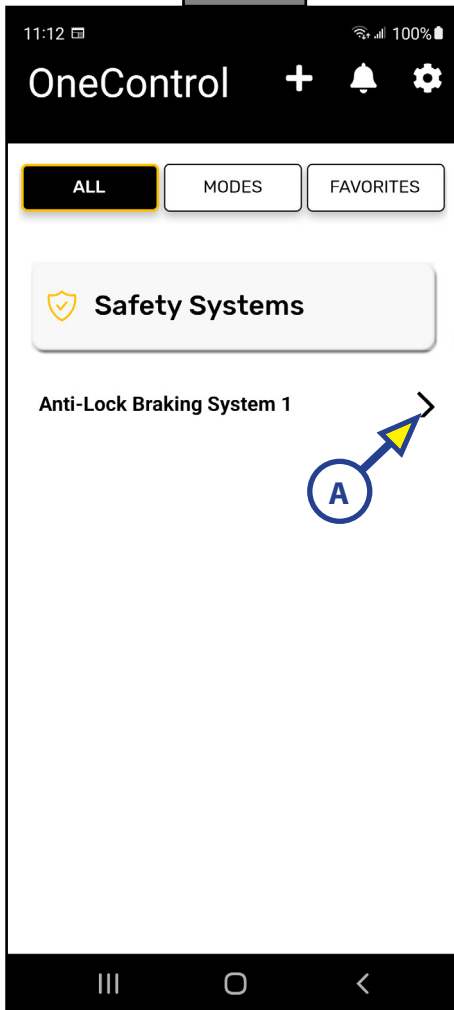 11:12 100%
OneControl
ALL MODES FAVORITES
Safety Systems
Anti-Lock Braking System 1
A